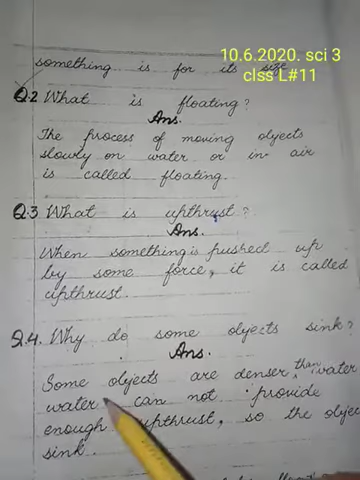 10.6.2020. sci 3
clss L#11
something is for its size
Q.2 What is floating?
Ans.
The process of moving objects
slowly on water or in air
is called floating.
Q.3 What is upthrust?
Ans.
When something is pushed up
by some force, it is called
upthrust.
Q.4. Why do some objects sink?
Ans.
Some objects are denser than water
water can not provide
enough upthrust, so the objec
sink.